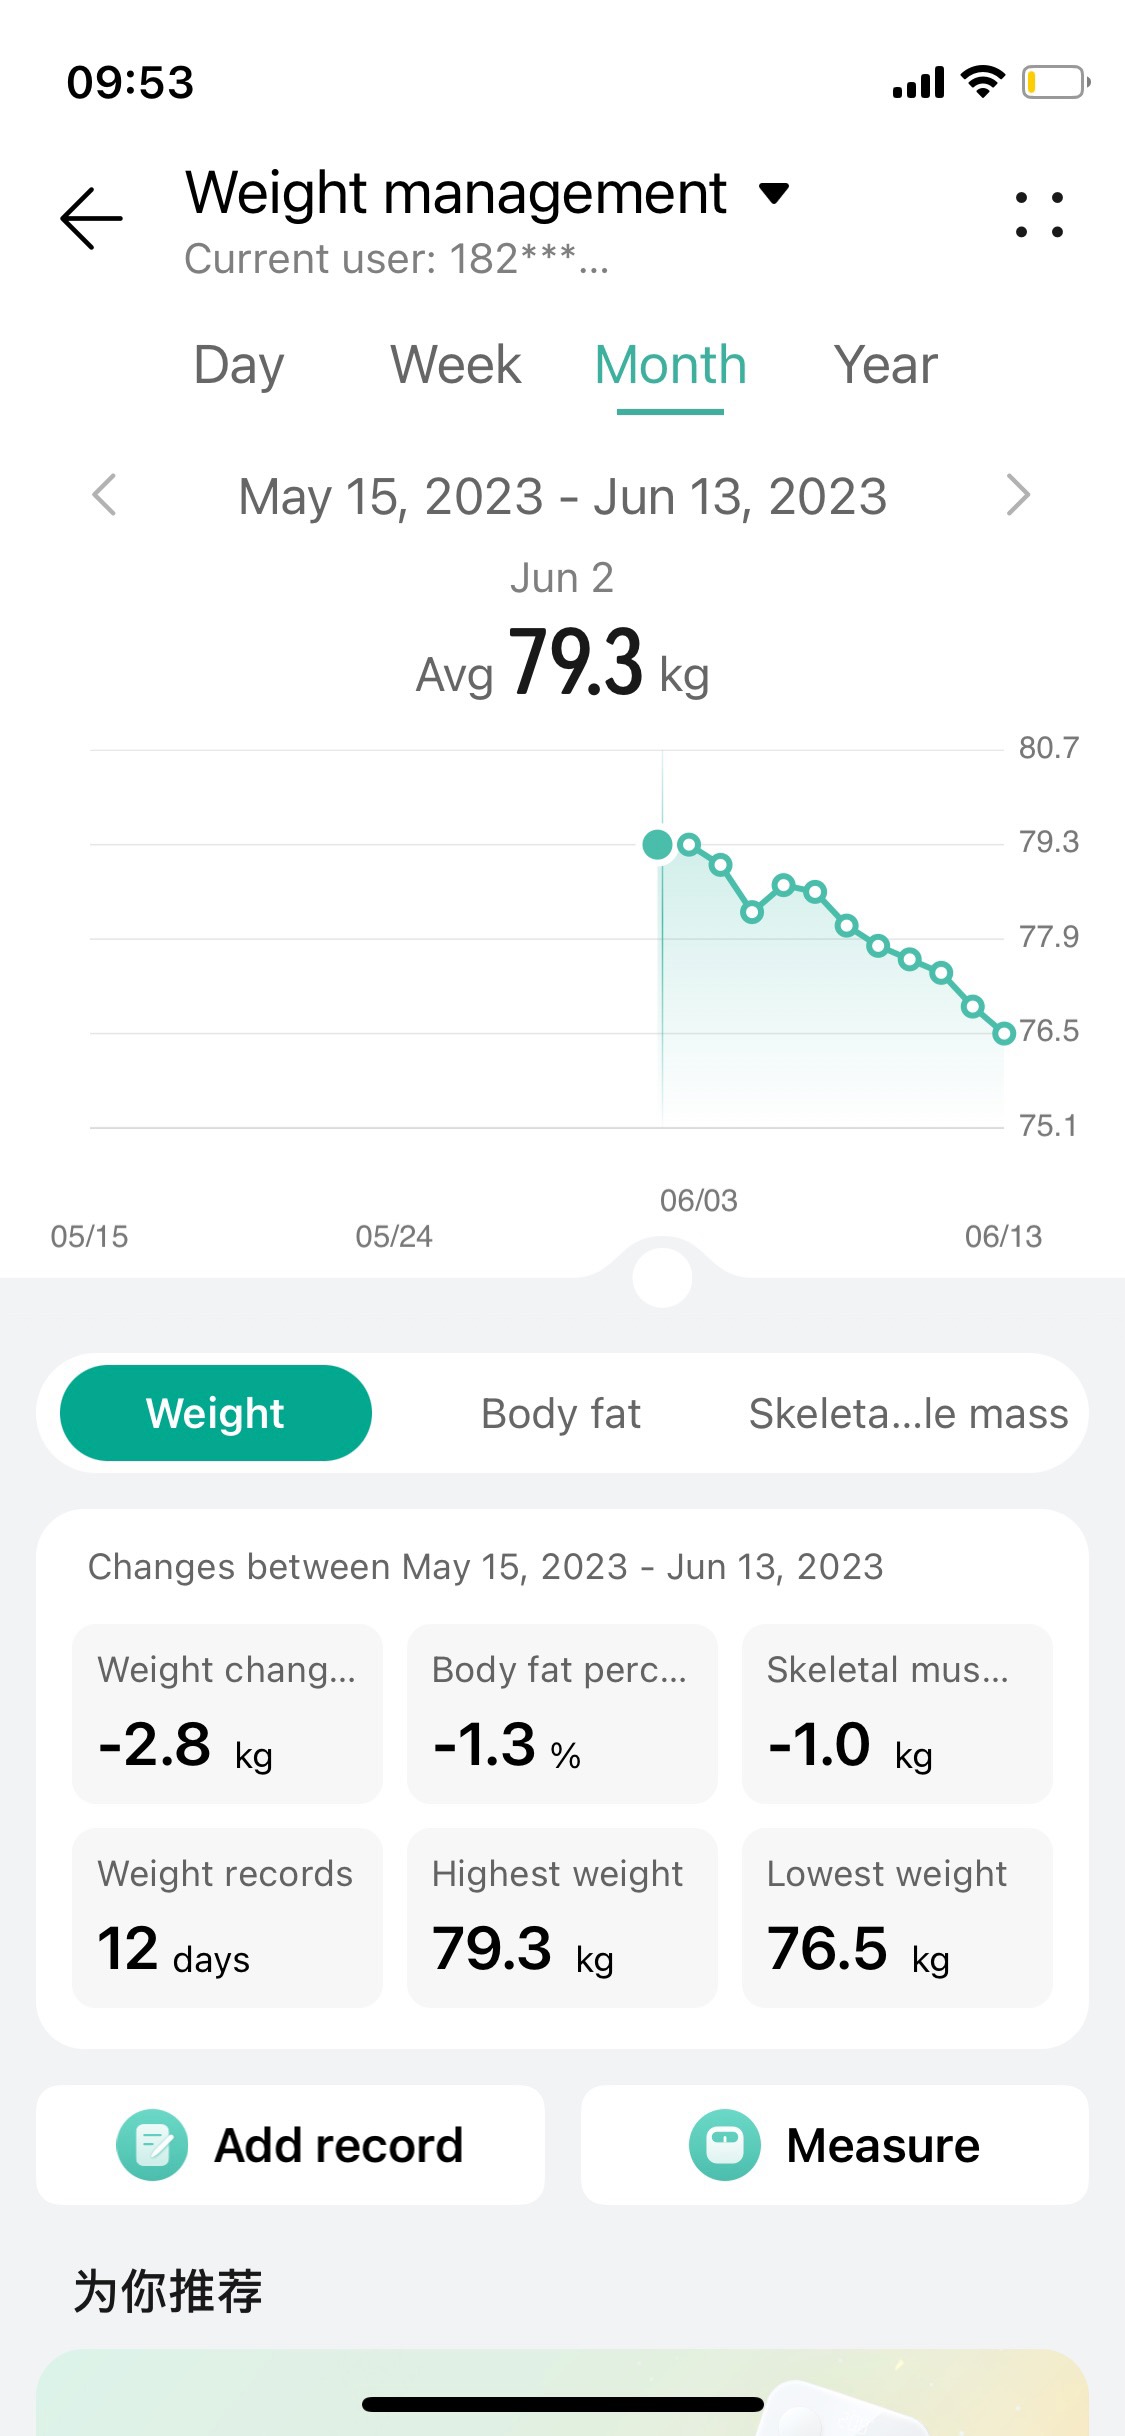 09:53
Weight management
Current user: 182***...
Day Week Month Year
May 15, 2023 - Jun 13, 2023
Jun 2
Avg 79.3 kg
80.7
79.3
77.9
76.5
75.1
06/03
05/15 05/24 06/13
Weight Body fat Skeleta...le mass
Changes between May 15, 2023 - Jun 13, 2023
Weight chang... Body fat perc... Skeletal mus...
-2.8 kg -1.3 % -1.0 kg
Weight records Highest weight Lowest weight
12 days 79.3 kg 76.5 kg
Add record Measure
为你推荐